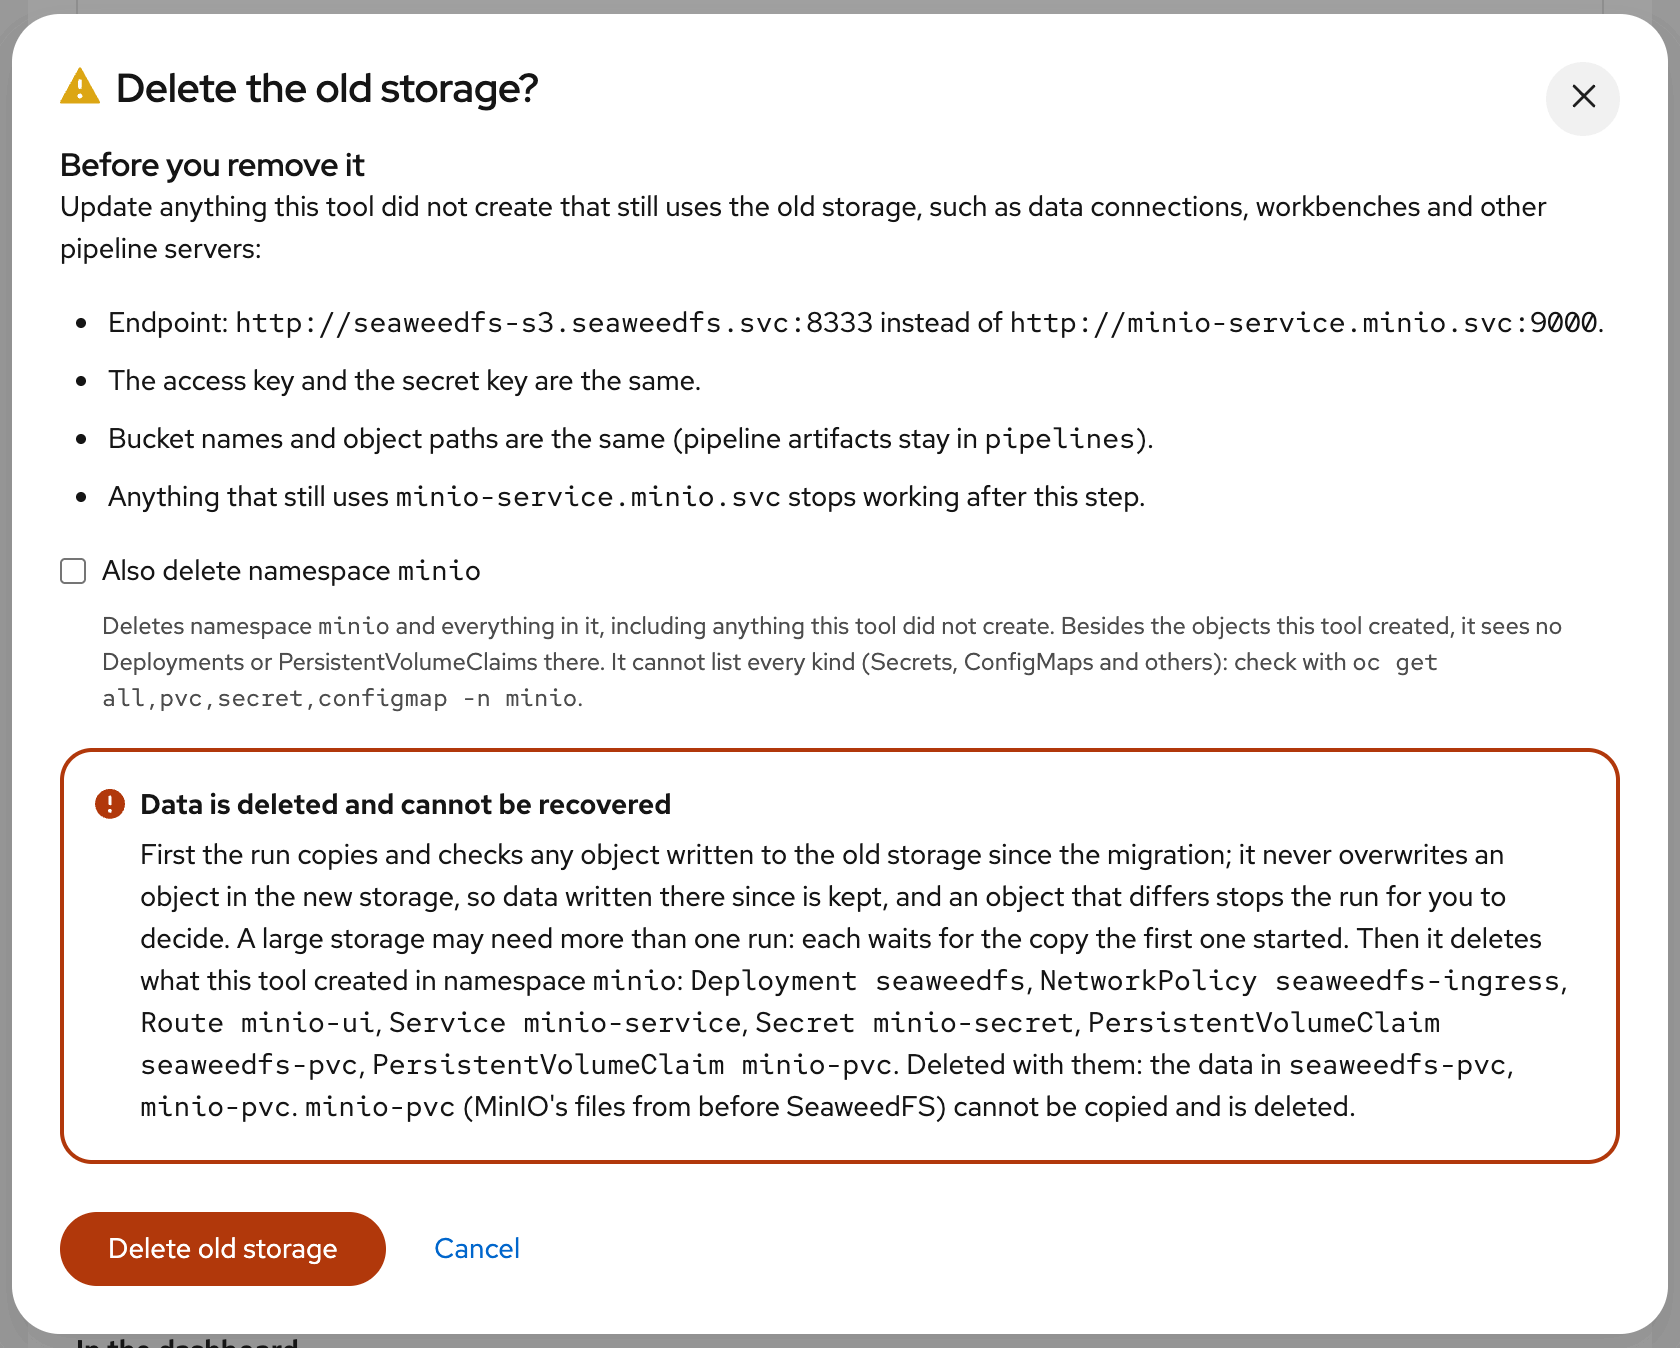 Delete the old storage?
Before you remove it
Update anything this tool did not create that still uses the old storage, such as data connections, workbenches and other
pipeline servers:
• Endpoint: http://seaweedfs-s3.seaweedfs.svc:8333 instead of http://minio-service.minio.svc:9000.
• The access key and the secret key are the same.
• Bucket names and object paths are the same (pipeline artifacts stay in pipelines).
• Anything that still uses minio-service.minio.svc stops working after this step.
Also delete namespace minio
Deletes namespace minio and everything in it, including anything this tool did not create. Besides the objects this tool created, it sees no
Deployments or PersistentVolumeClaims there. It cannot list every kind (Secrets, ConfigMaps and others): check with oc get
all,pvc,secret,configmap -n minio.
Data is deleted and cannot be recovered
First the run copies and checks any object written to the old storage since the migration; it never overwrites an
object in the new storage, so data written there since is kept, and an object that differs stops the run for you to
decide. A large storage may need more than one run: each waits for the copy the first one started. Then it deletes
what this tool created in namespace minio: Deployment seaweedfs, NetworkPolicy seaweedfs-ingress,
Route minio-ui, Service minio-service, Secret minio-secret, PersistentVolumeClaim
seaweedfs-pvc, PersistentVolumeClaim minio-pvc. Deleted with them: the data in seaweedfs-pvc,
minio-pvc. minio-pvc (MinIO's files from before SeaweedFS) cannot be copied and is deleted.
Delete old storage
Cancel
In the dashboard